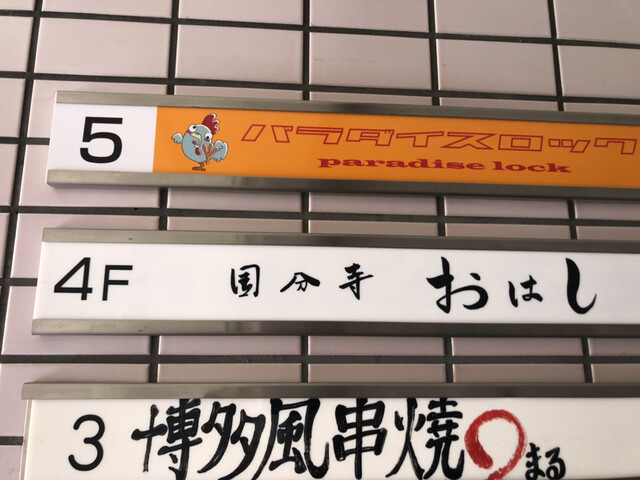 5 パラダイスロック
paradise lock
4F 国分寺 おはし
3 博多風串焼 まる